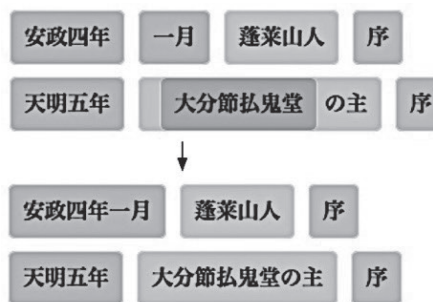 安政四年 一月 蓬莱山人 序
天明五年 大分節払鬼堂 の主 序
安政四年一月 蓬莱山人 序
天明五年 大分節払鬼堂の主 序